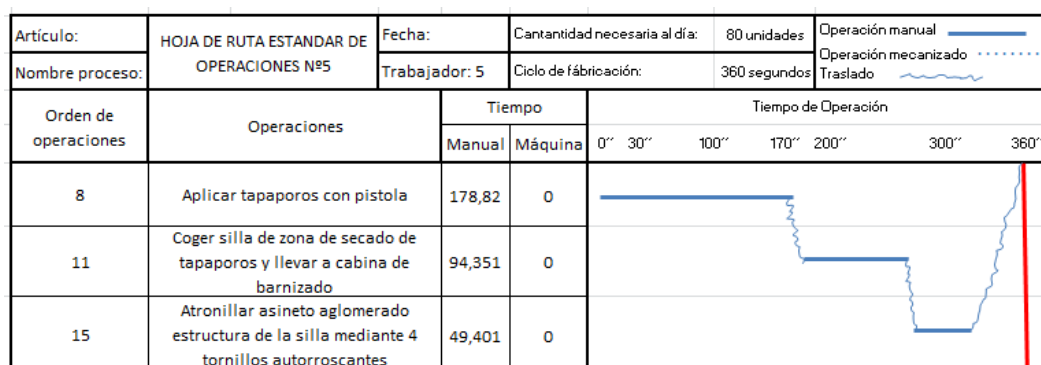 Artículo:
HOJA DE RUTA ESTANDAR DE
OPERACIONES Nº5
Fecha:
Cantantidad necesaria al día:
80 unidades
Operación manual
Operación mecanizado
Traslado
Nombre proceso:
Trabajador: 5
Ciclo de fábricación:
360 segundos
Orden de
operaciones
Operaciones
Tiempo
Manual
Máquina
Tiempo de Operación
0´´ 30´´ 100´´ 170´´ 200´´ 300´´ 360´´
8
Aplicar tapaporos con pistola
178,82
0
11
Coger silla de zona de secado de
tapaporos y llevar a cabina de
barnizado
94,351
0
15
Atronillar asineto aglomerado
estructura de la silla mediante 4
tornillos autorroscantes
49,401
0